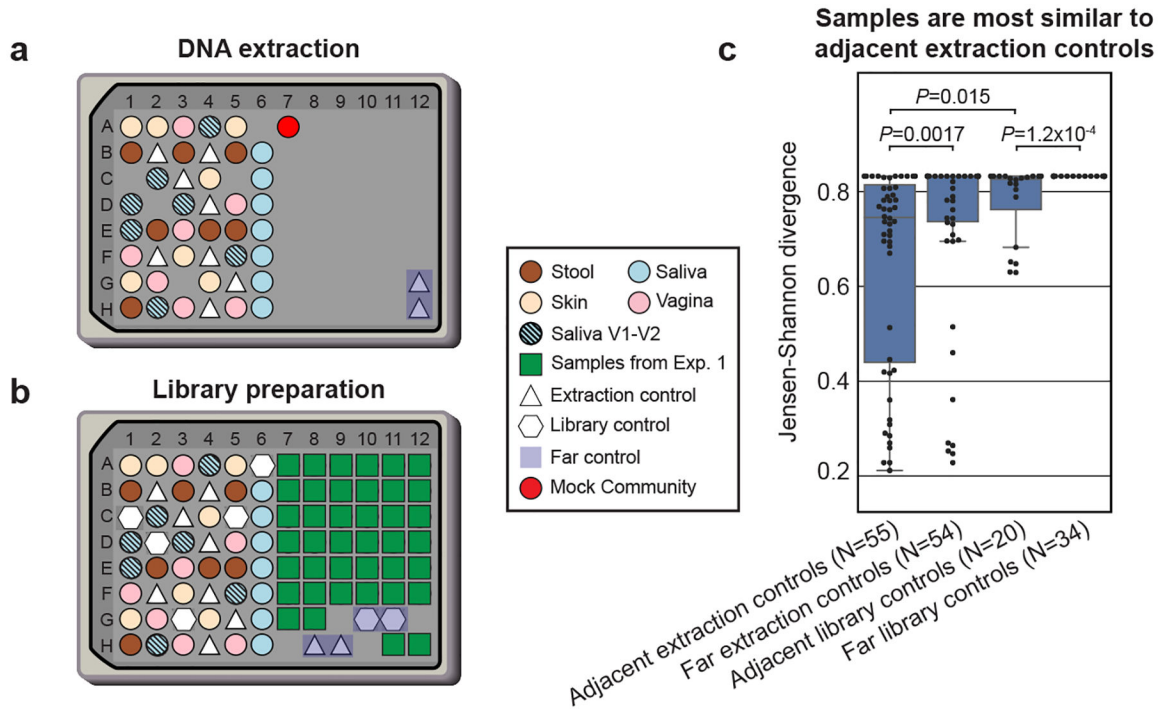 a
DNA extraction
1 2 3 4 5 6 7 8 9 10 11 12
A
B
C
D
E
F
G
H
b
Library preparation
1 2 3 4 5 6 7 8 9 10 11 12
A
B
C
D
E
F
G
H
Stool
Saliva
Skin
Vagina
Saliva V1-V2
Samples from Exp. 1
Extraction control
Library control
Far control
Mock Community
c
Samples are most similar to
adjacent extraction controls
P=0.015
P=0.0017
P=1.2x10-4
Jensen-Shannon divergence
0.8
0.6
0.4
0.2
Adjacent extraction controls (N=55)
Far extraction controls (N=54)
Adjacent library controls (N=20)
Far library controls (N=34)